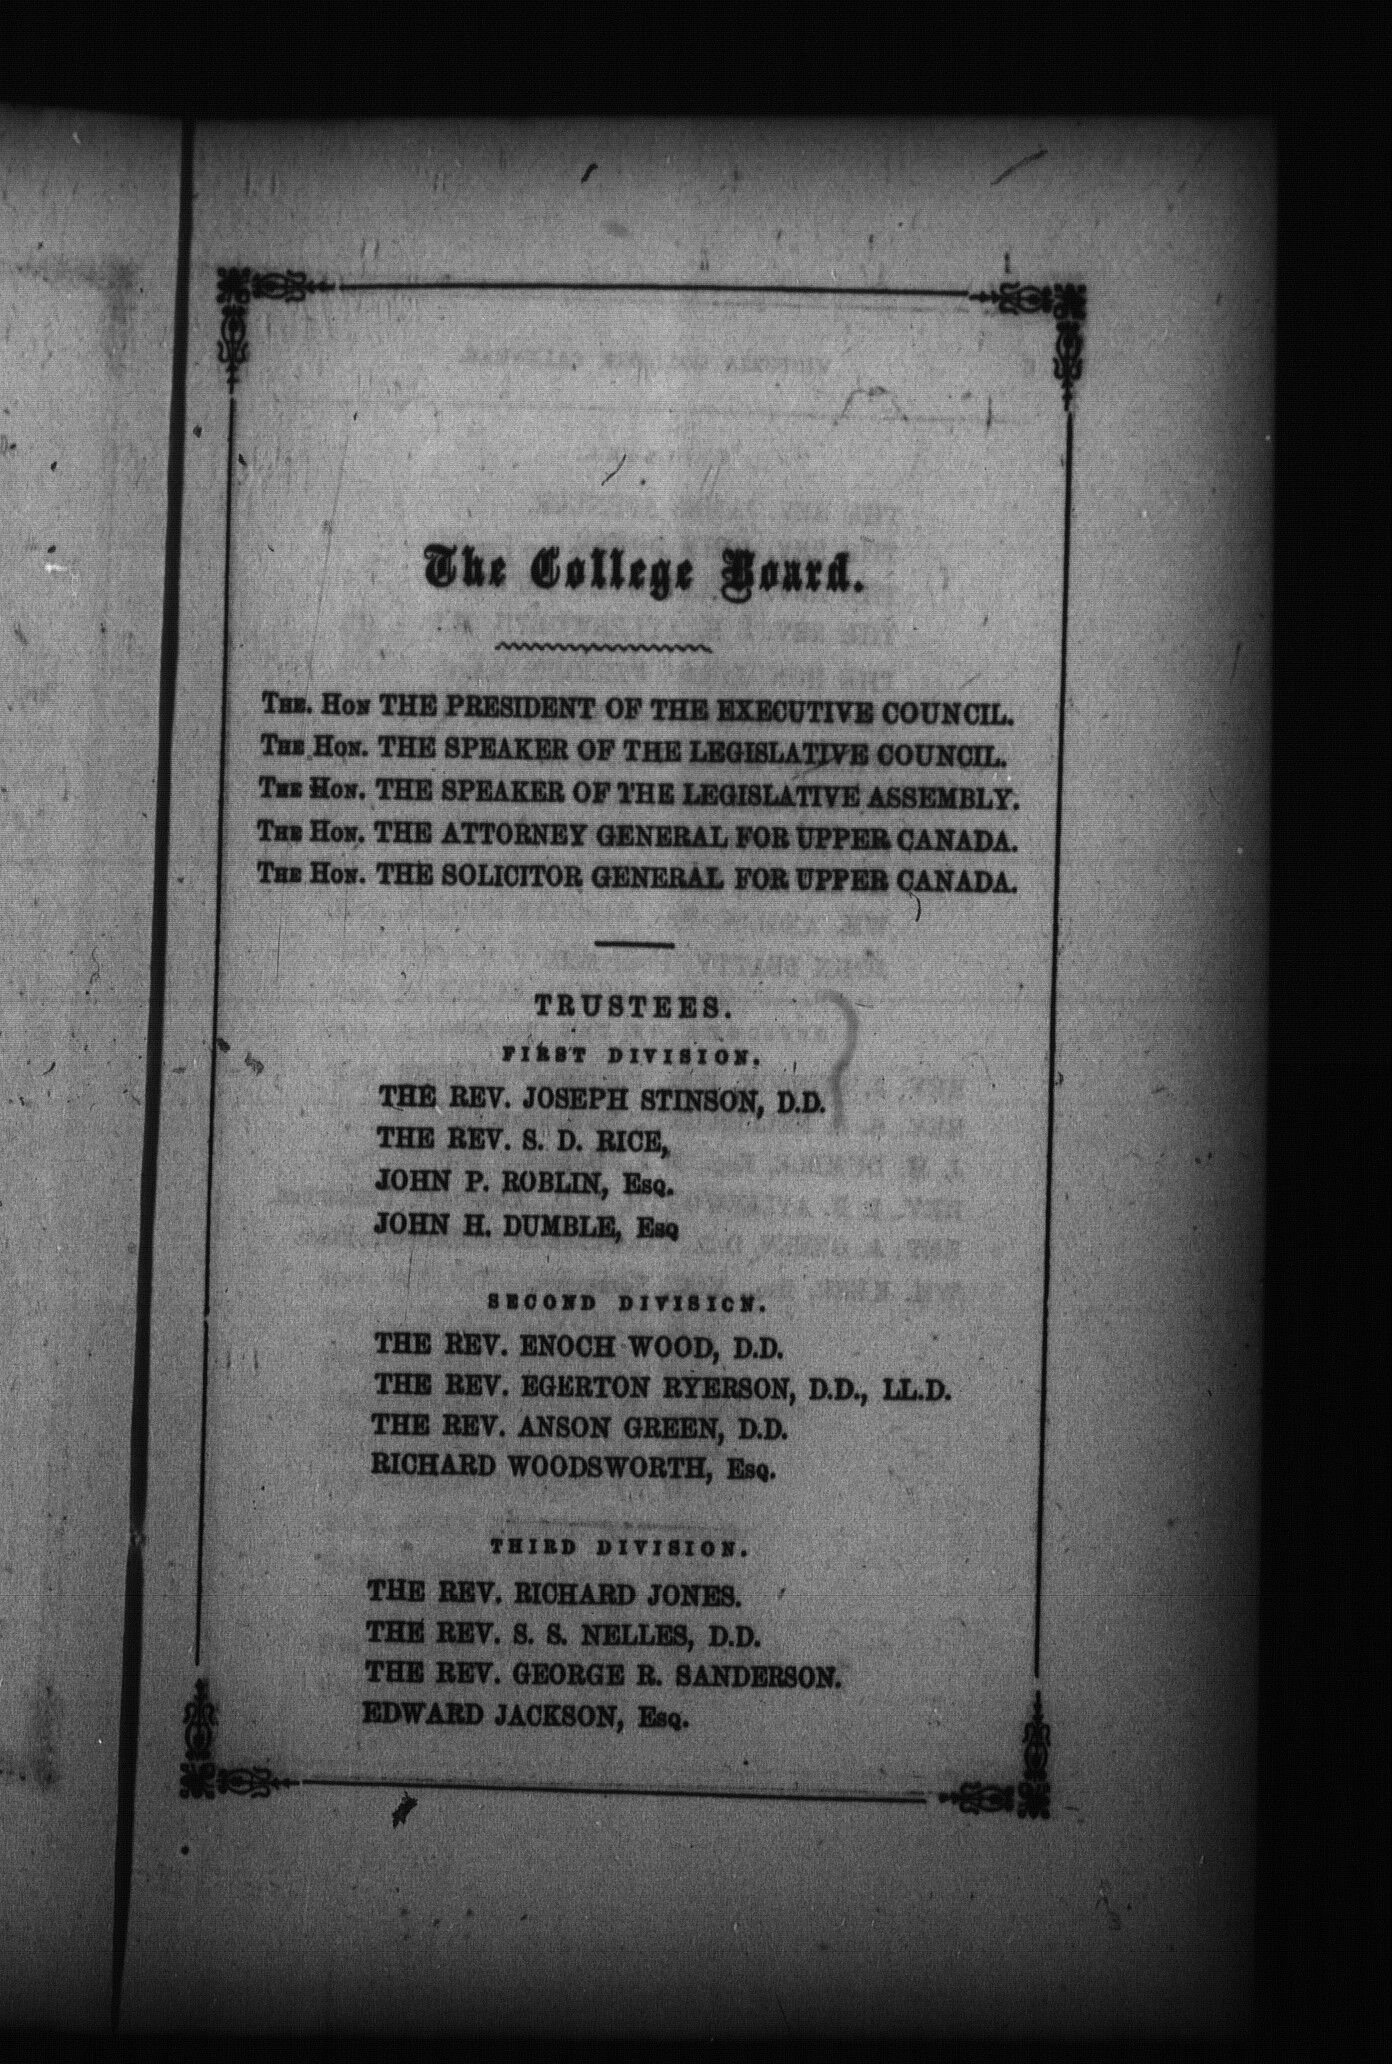 The College Board.
THE. HON THE PRESIDENT OF THE EXECUTIVE COUNCIL.
THE HON. THE SPEAKER OF THE LEGISLATIVE COUNCIL.
THE HON. THE SPEAKER OF THE LEGISLATIVE ASSEMBLY.
THE HON. THE ATTORNEY GENERAL FOR UPPER CANADA.
THE HON. THE SOLICITOR GENERAL FOR UPPER CANADA.
TRUSTEES.
FIRST DIVISION.
THE REV. JOSEPH STINSON, D.D.
THE REV. S. D. RICE,
JOHN P. ROBLIN, Esq.
JOHN H. DUMBLE, Esq
SECOND DIVISION.
THE REV. ENOCH WOOD, D.D.
THE REV. EGERTON RYERSON, D.D., LL.D.
THE REV. ANSON GREEN, D.D.
RICHARD WOODSWORTH, Esq.
THIRD DIVISION.
THE REV. RICHARD JONES.
THE REV. S. S. NELLES, D.D.
THE REV. GEORGE R. SANDERSON.
EDWARD JACKSON, Esq.